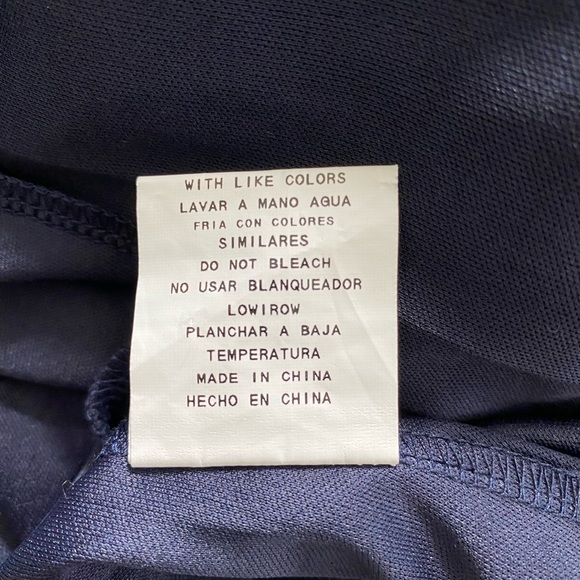 WITH LIKE COLORS
LAVAR A MANO AGUA
FRIA CON COLORES
SIMILARES
DO NOT BLEACH
NO USAR BLANQUEADOR
LOWIROW
PLANCHAR A BAJA
TEMPERATURA
MADE IN CHINA
HECHO EN CHINA